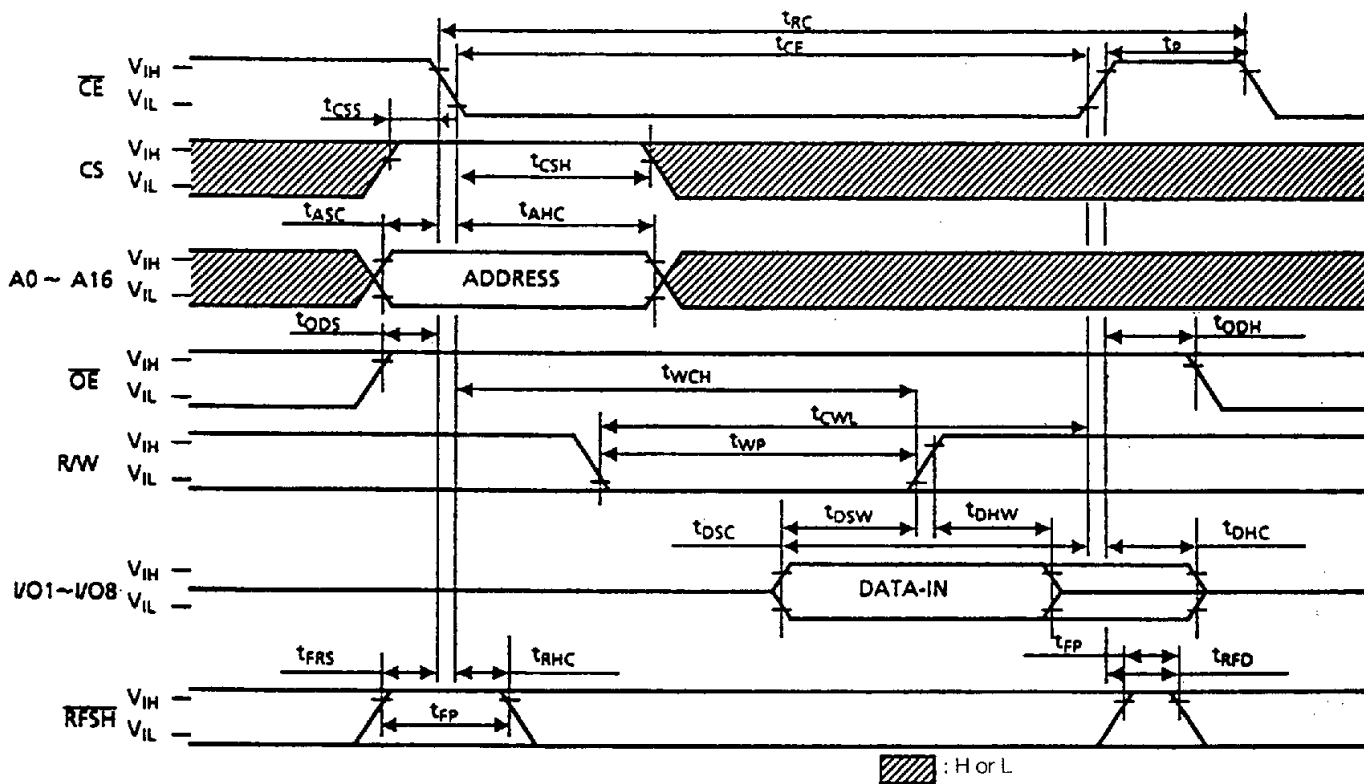 tRC
tCE
tP
CE
VIH
VIL
tCSS
CS
VIH
VIL
tCSH
tASC
tAHC
A0 ~ A16
VIH
VIL
ADDRESS
tODS
tODH
OE
VIH
VIL
tWCH
tCWL
R/W
VIH
VIL
tWP
tDSW
tDHW
tDSC
tDHC
I/O1~I/O8
VIH
VIL
DATA-IN
tFRS
tRHC
tFP
tRFD
RFSH
VIH
VIL
tFP
: H or L